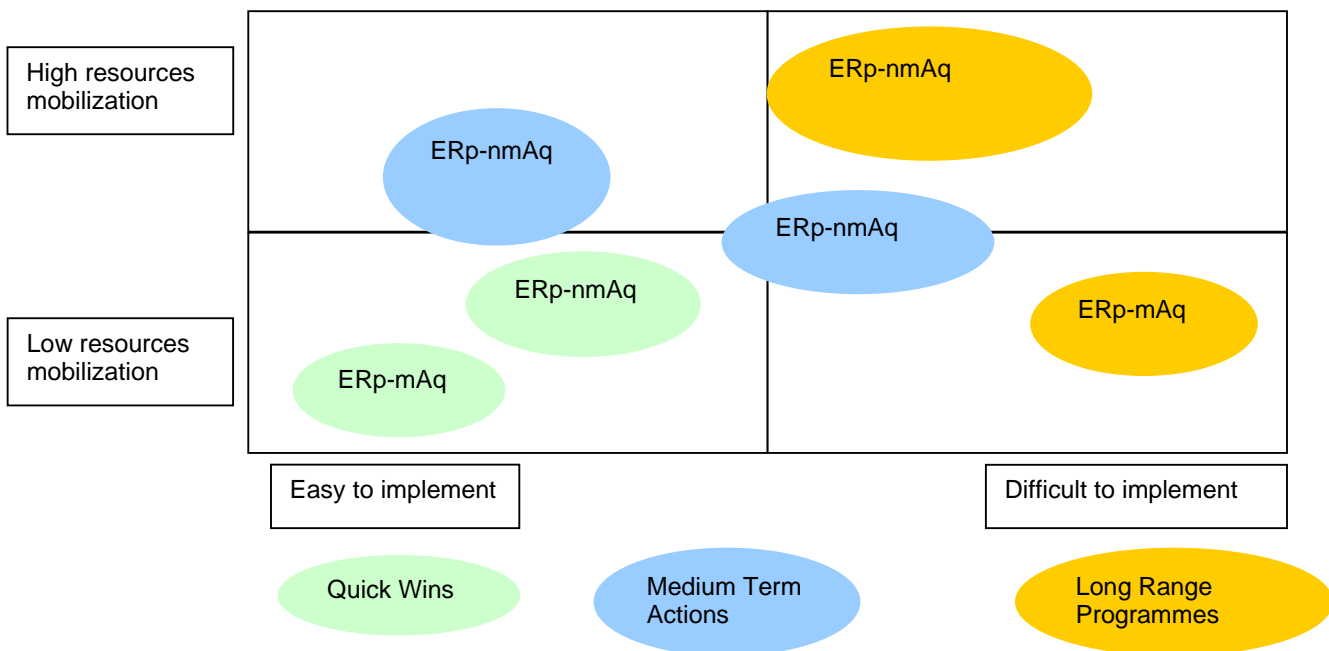 ERp-nmAq
High resources
mobilization
ERp-nmAq
ERp-nmAq
ERp-nmAq
ERp-mAq
Low resources
mobilization
ERp-mAq
Easy to implement
Difficult to implement
Quick Wins
Medium Term
Actions
Long Range
Programmes